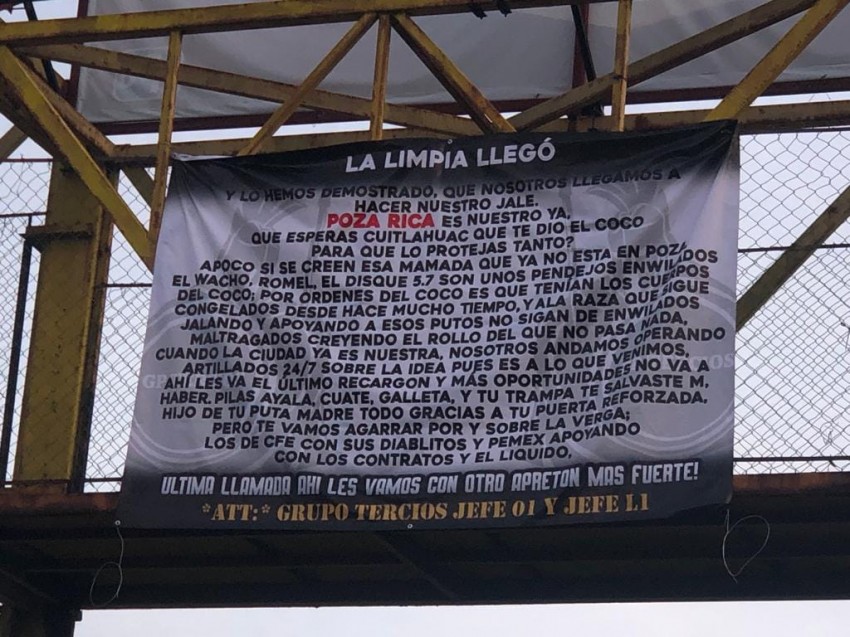 LA LIMPIA LLEGÓ
Y LO HEMOS DEMOSTRADO, QUE NOSOTROS LLEGAMOS A
HACER NUESTRO JALE.
POZA RICA ES NUESTRO YA,
QUE ESPERAS CUITLAHUAC QUE TE DIO EL COCO
PARA QUE LO PROTEJAS TANTO?
APOCO SI SE CREEN ESA MAMADA QUE YA NO ESTA EN POZA,
EL WACHO, ROMEL, EL DISQUE 5.7 SON UNOS PENDEJOS ENWILADOS
DEL COCO; POR ÓRDENES DEL COCO ES QUE TENÍAN LOS CUERPOS
CONGELADOS DESDE HACE MUCHO TIEMPO, Y ALA RAZA QUE SIGUE
JALANDO Y APOYANDO A ESOS PUTOS NO SIGAN DE ENWILADOS
MALTRAGADOS CREYENDO EL ROLLO DEL QUE NO PASA NADA,
CUANDO LA CIUDAD YA ES NUESTRA, NOSOTROS ANDAMOS OPERANDO
ARTILLADOS 24/7 SOBRE LA IDEA PUES ES A LO QUE VENIMOS,
AHÍ LES VA EL ÚLTIMO RECARGON Y MÁS OPORTUNIDADES NO VA A
HABER. PILAS AYALA, CUATE, GALLETA, Y TU TRAMPA TE SALVASTE M.
HIJO DE TU PUTA MADRE TODO GRACIAS A TU PUERTA REFORZADA.
PERO TE VAMOS AGARRAR POR Y SOBRE LA VERGA;
LOS DE CFE CON SUS DIABLITOS Y PEMEX APOYANDO
CON LOS CONTRATOS Y EL LIQUIDO,
ULTIMA LLAMADA AHI LES VAMOS CON OTRO APRETON MAS FUERTE!
*ATT:* GRUPO TERCIOS JEFE 01 Y JEFE L1